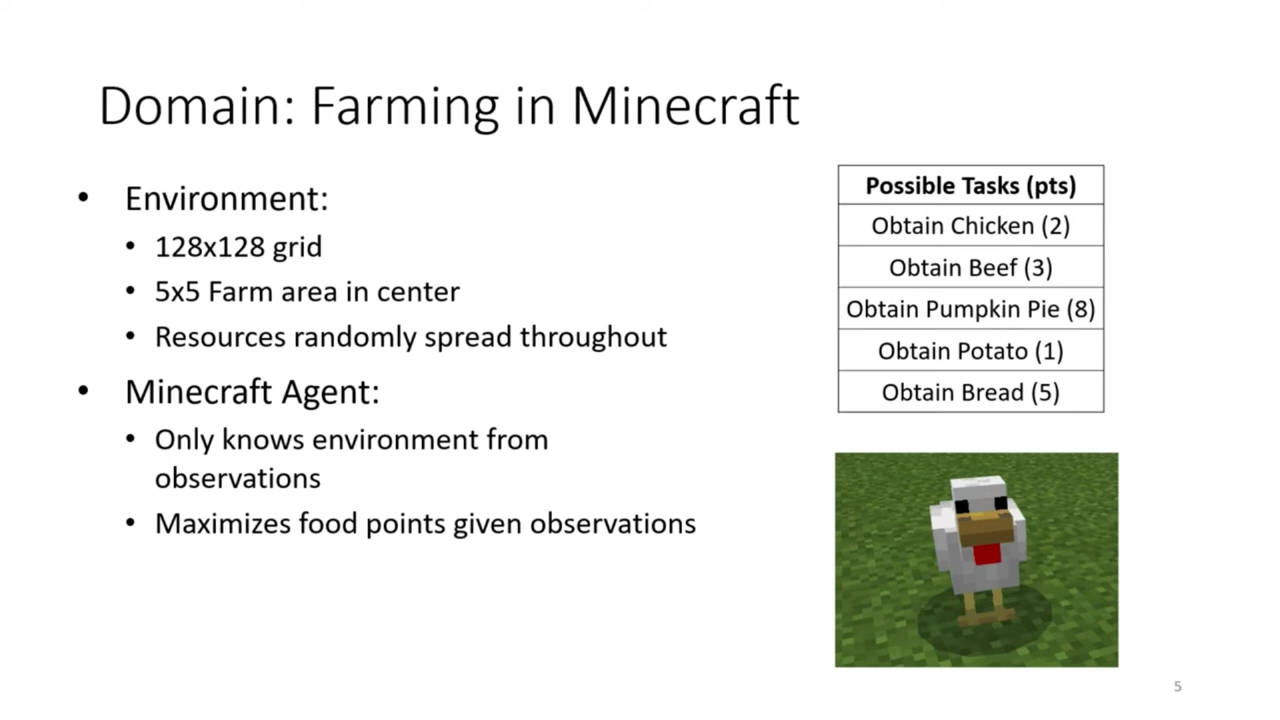 Domain: Farming in Minecraft
• Environment:
• 128x128 grid
• 5x5 Farm area in center
• Resources randomly spread throughout
• Minecraft Agent:
• Only knows environment from
observations
• Maximizes food points given observations
Possible Tasks (pts)
Obtain Chicken (2)
Obtain Beef (3)
Obtain Pumpkin Pie (8)
Obtain Potato (1)
Obtain Bread (5)
5